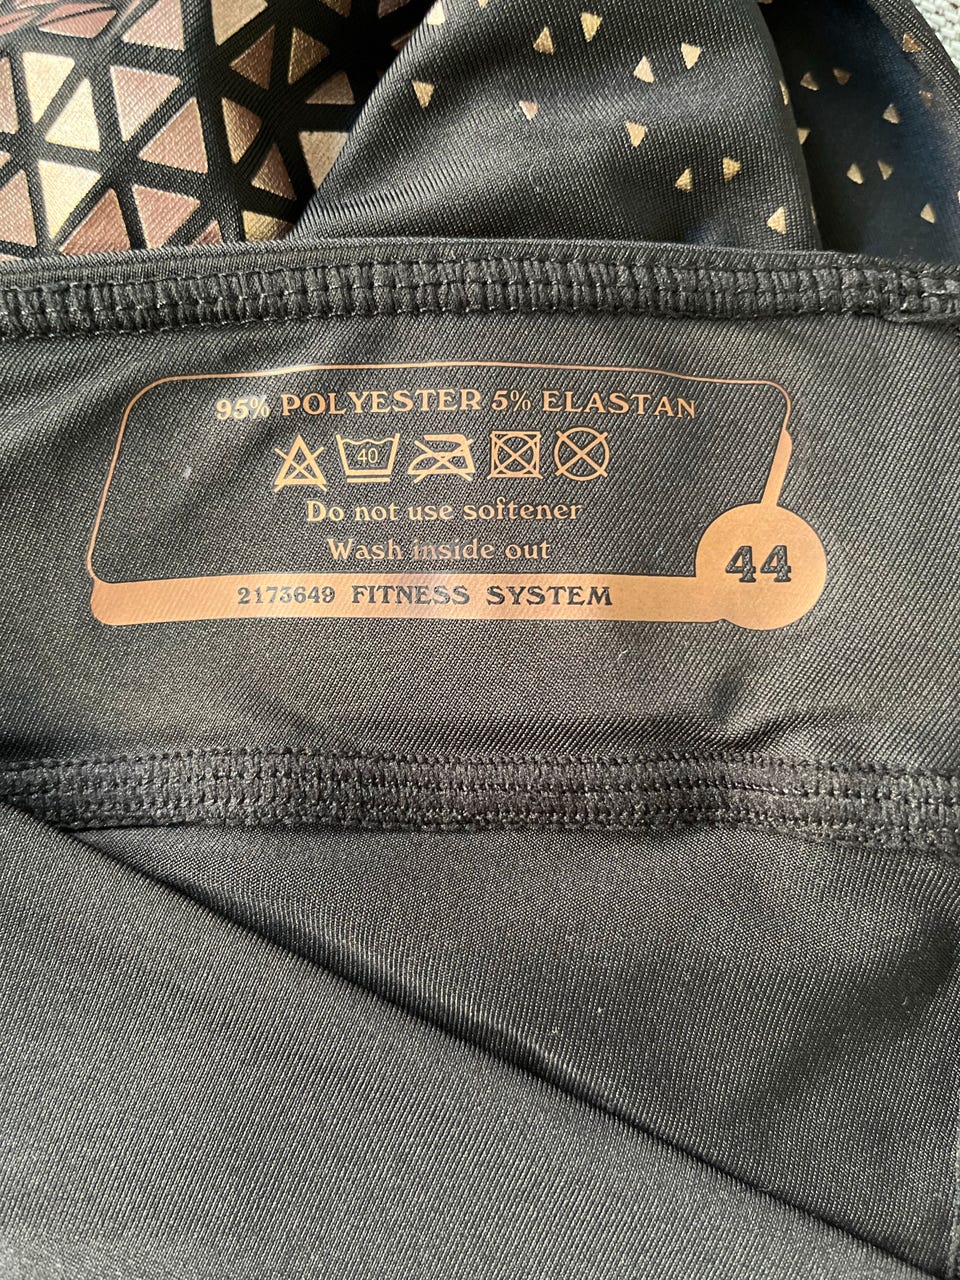 95% POLYESTER 5% ELASTAN
40
Do not use softener
Wash inside out
44
2173649 FITNESS SYSTEM